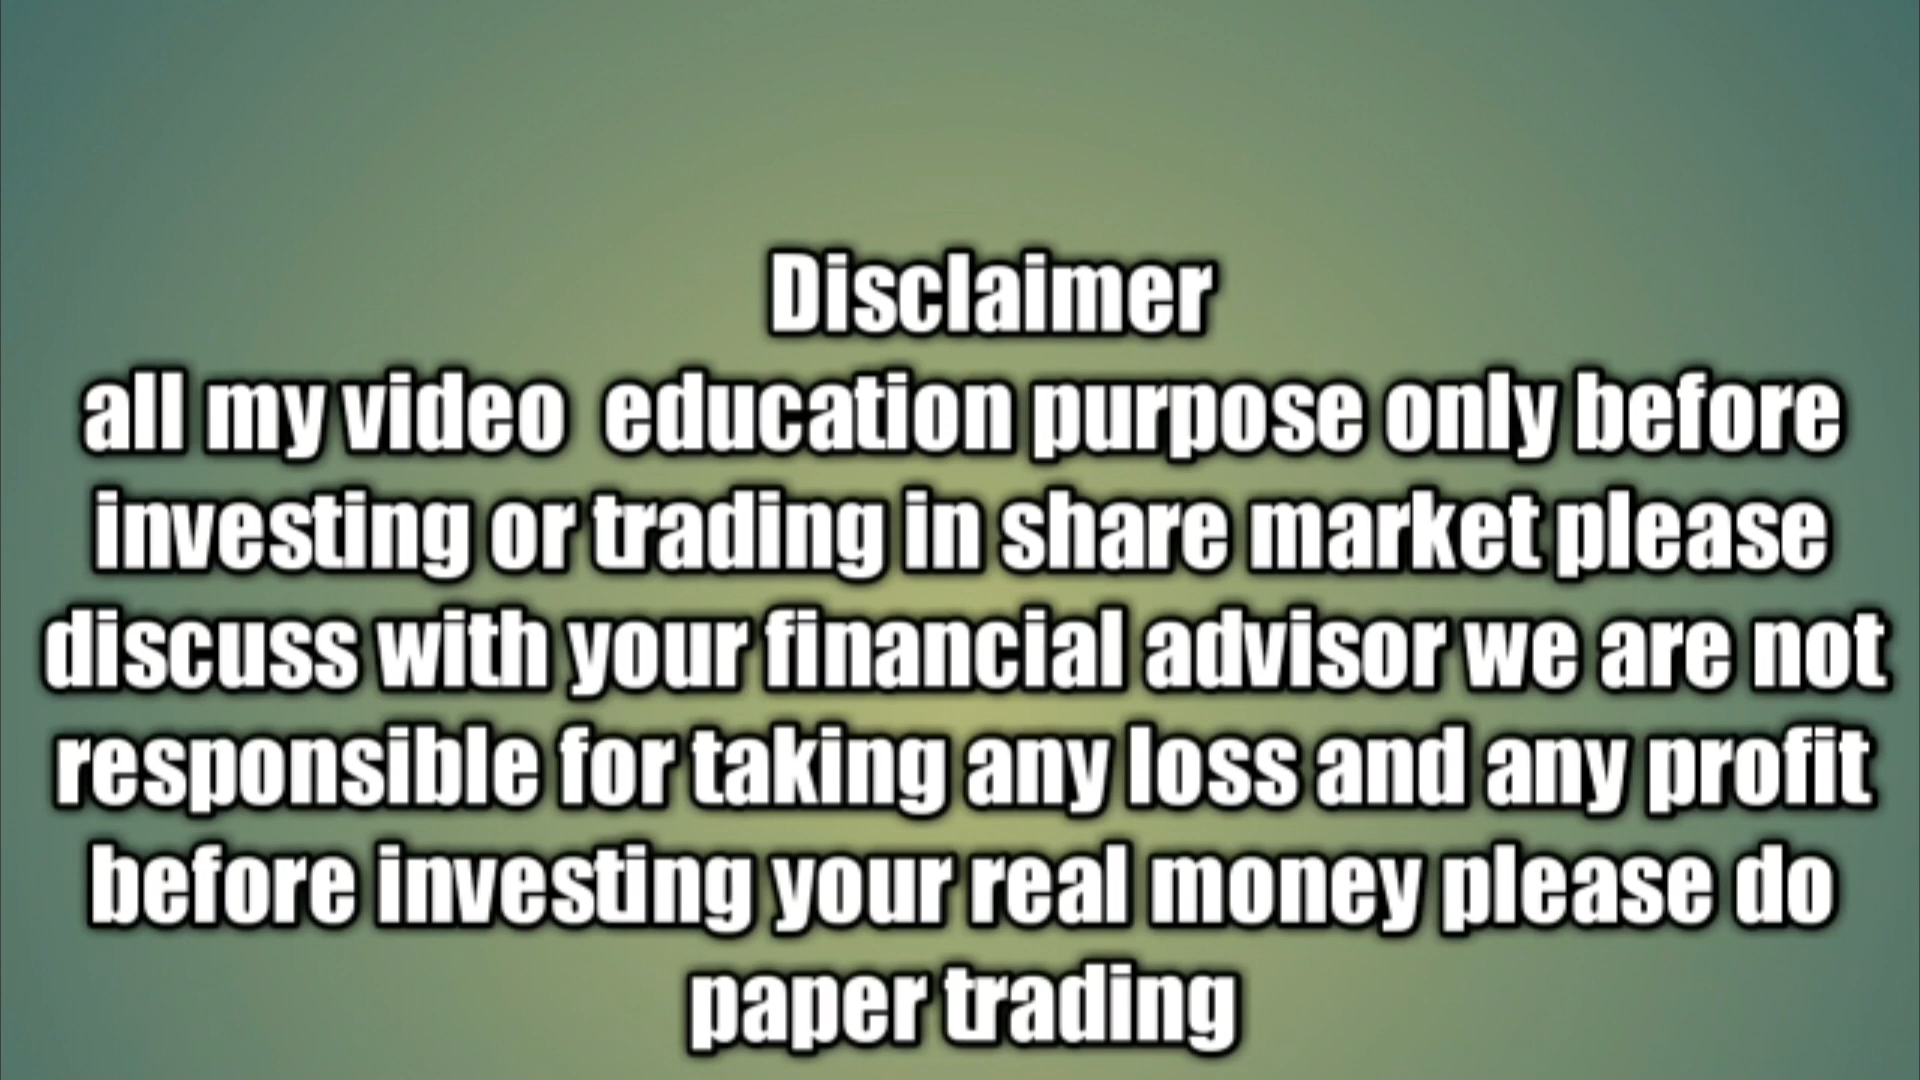 Disclaimer
all my video  education purpose only before
investing or trading in share market please
discuss with your financial advisor we are not
responsible for taking any loss and any profit
before investing your real money please do
paper trading